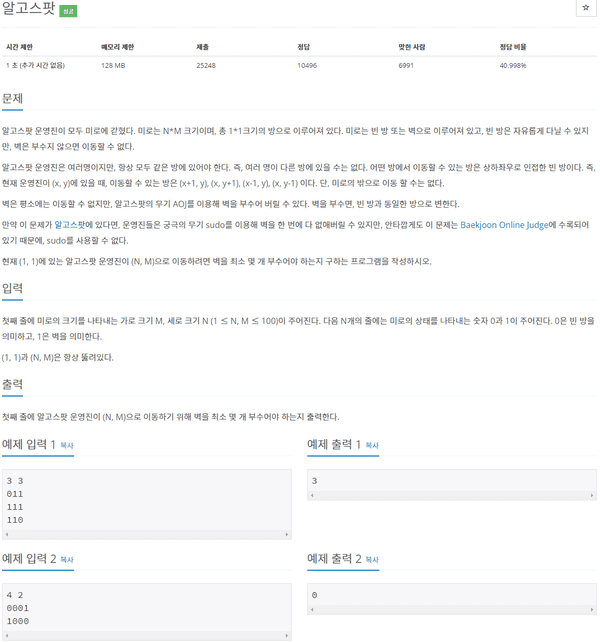 알고스팟 성공
☆
시간 제한 메모리 제한 제출 정답 맞힌 사람 정답 비율
1 초 (추가 시간 없음) 128 MB 25248 10496 6991 40.998%
문제
알고스팟 운영진이 모두 미로에 갇혔다. 미로는 N*M 크기이며, 총 1*1크기의 방으로 이루어져 있다. 미로는 빈 방 또는 벽으로 이루어져 있고, 빈 방은 자유롭게 다닐 수 있지
만, 벽은 부수지 않으면 이동할 수 없다.
알고스팟 운영진은 여러명이지만, 항상 모두 같은 방에 있어야 한다. 즉, 여러 명이 다른 방에 있을 수는 없다. 어떤 방에서 이동할 수 있는 방은 상하좌우로 인접한 빈 방이다. 즉,
현재 운영진이 (x, y)에 있을 때, 이동할 수 있는 방은 (x+1, y), (x, y+1), (x-1, y), (x, y-1) 이다. 단, 미로의 밖으로 이동 할 수는 없다.
벽은 평소에는 이동할 수 없지만, 알고스팟의 무기 AOJ를 이용해 벽을 부수어 버릴 수 있다. 벽을 부수면, 빈 방과 동일한 방으로 변한다.
만약 이 문제가 알고스팟에 있다면, 운영진들은 궁극의 무기 sudo를 이용해 벽을 한 번에 다 없애버릴 수 있지만, 안타깝게도 이 문제는 Baekjoon Online Judge에 수록되어
있기 때문에, sudo를 사용할 수 없다.
현재 (1, 1)에 있는 알고스팟 운영진이 (N, M)으로 이동하려면 벽을 최소 몇 개 부수어야 하는지 구하는 프로그램을 작성하시오.
입력
첫째 줄에 미로의 크기를 나타내는 가로 크기 M, 세로 크기 N (1 ≤ N, M ≤ 100)이 주어진다. 다음 N개의 줄에는 미로의 상태를 나타내는 숫자 0과 1이 주어진다. 0은 빈 방을
의미하고, 1은 벽을 의미한다.
(1, 1)과 (N, M)은 항상 뚫려있다.
출력
첫째 줄에 알고스팟 운영진이 (N, M)으로 이동하기 위해 벽을 최소 몇 개 부수어야 하는지 출력한다.
예제 입력 1 복사
3 3
011
111
110
예제 출력 1 복사
3
예제 입력 2 복사
4 2
0001
1000
예제 출력 2 복사
0